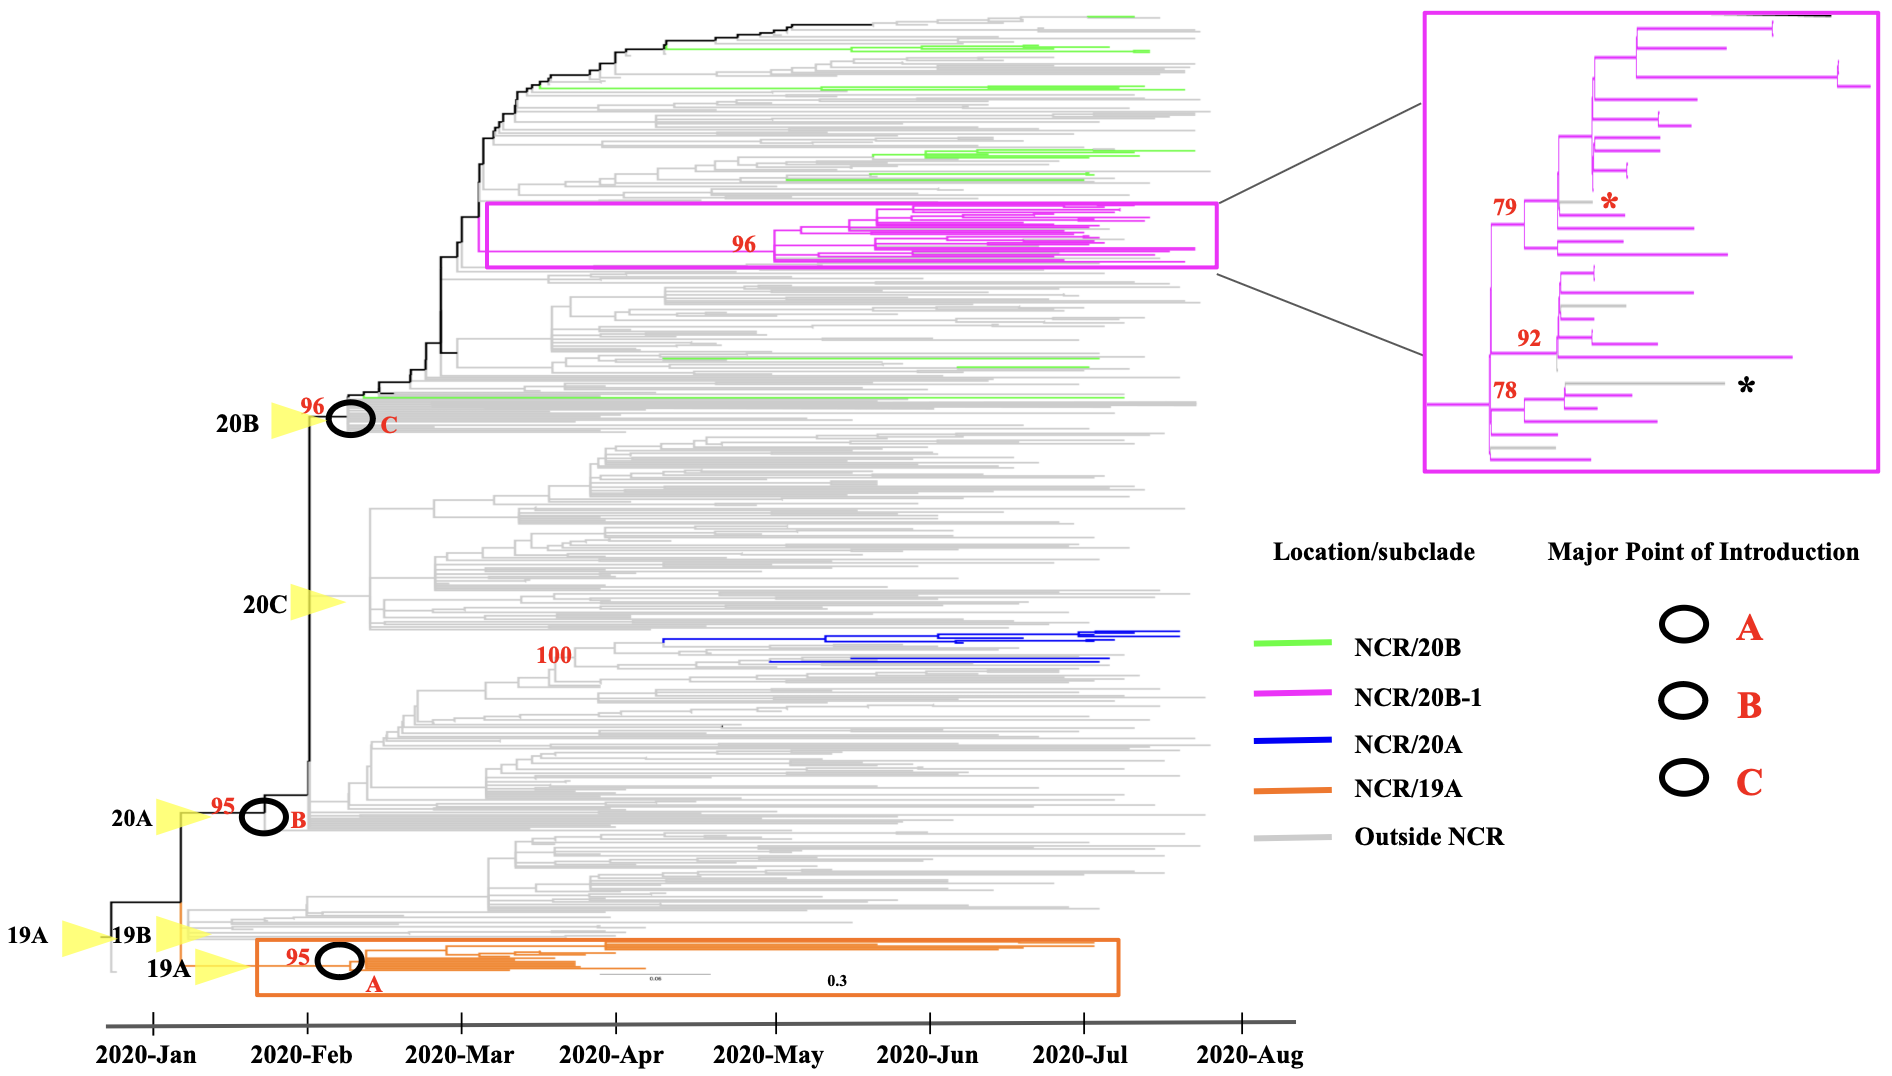 96
79
*
92
78
*
96
20B
C
20C
Location/subclade
Major Point of Introduction
A
NCR/20B
100
B
NCR/20B-1
NCR/20A
C
NCR/19A
Outside NCR
95
20A
B
19A
19B
95
19A
A
0.06
0.3
2020-Jan 2020-Feb 2020-Mar 2020-Apr 2020-May 2020-Jun 2020-Jul 2020-Aug